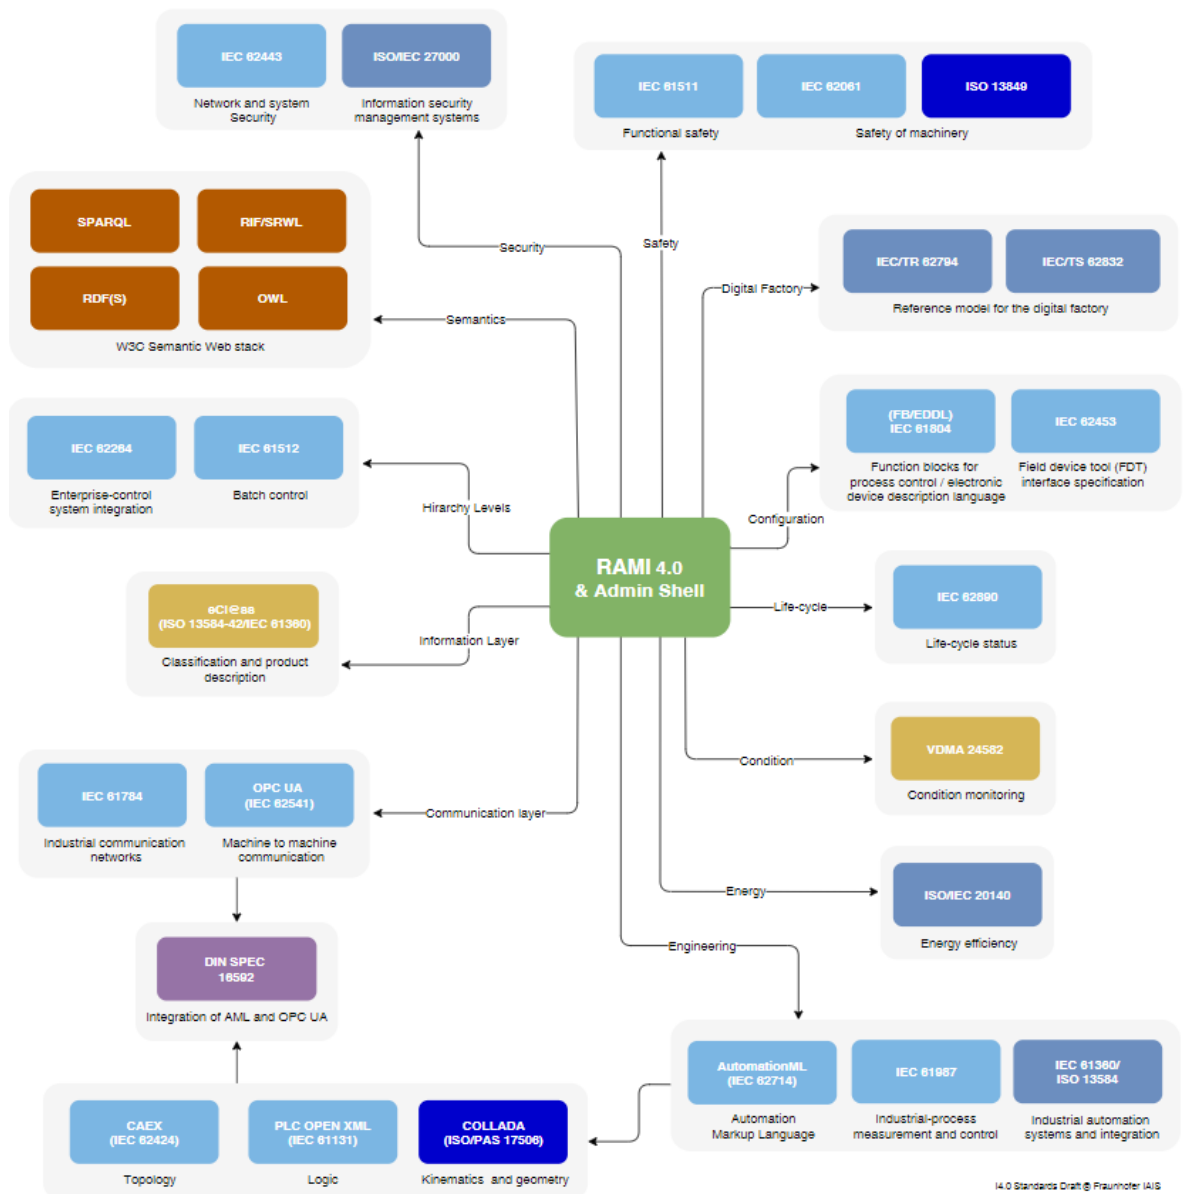 IEC 62443
ISO/IEC 27000
Network and system
Security
Information security
management systems
IEC 61511
IEC 62061
ISO 13849
Functional safety
Safety of machinery
SPARQL
RIF/SRWL
RDF(S)
OWL
W3C Semantic Web stack
Security
Safety
Semantics
IEC/TR 62794
IEC/TS 62832
Reference model for the digital factory
Digital Factory
IEC 62264
IEC 61512
Enterprise-control
system integration
Batch control
Hirarchy Levels
(FB/EDDL)
IEC 61804
IEC 62453
Function blocks for
process control / electronic
device description language
Field device tool (FDT)
interface specification
Configuration
RAMI 4.0
& Admin Shell
eCl@ss
(ISO 13584-42/IEC 61360)
Classification and product
description
Information Layer
Life-cycle
IEC 62890
Life-cycle status
Condition
VDMA 24582
Condition monitoring
IEC 61784
OPC UA
(IEC 62541)
Industrial communication
networks
Machine to machine
communication
Communication layer
Energy
ISO/IEC 20140
Energy efficiency
Engineering
DIN SPEC
16592
Integration of AML and OPC UA
AutomationML
(IEC 62714)
IEC 61987
IEC 61360/
ISO 13584
Automation
Markup Language
Industrial-process
measurement and control
Industrial automation
systems and integration
CAEX
(IEC 62424)
PLC OPEN XML
(IEC 61131)
COLLADA
(ISO/PAS 17506)
Topology
Logic
Kinematics and geometry
I4.0 Standards Draft @ Fraunhofer IAIS